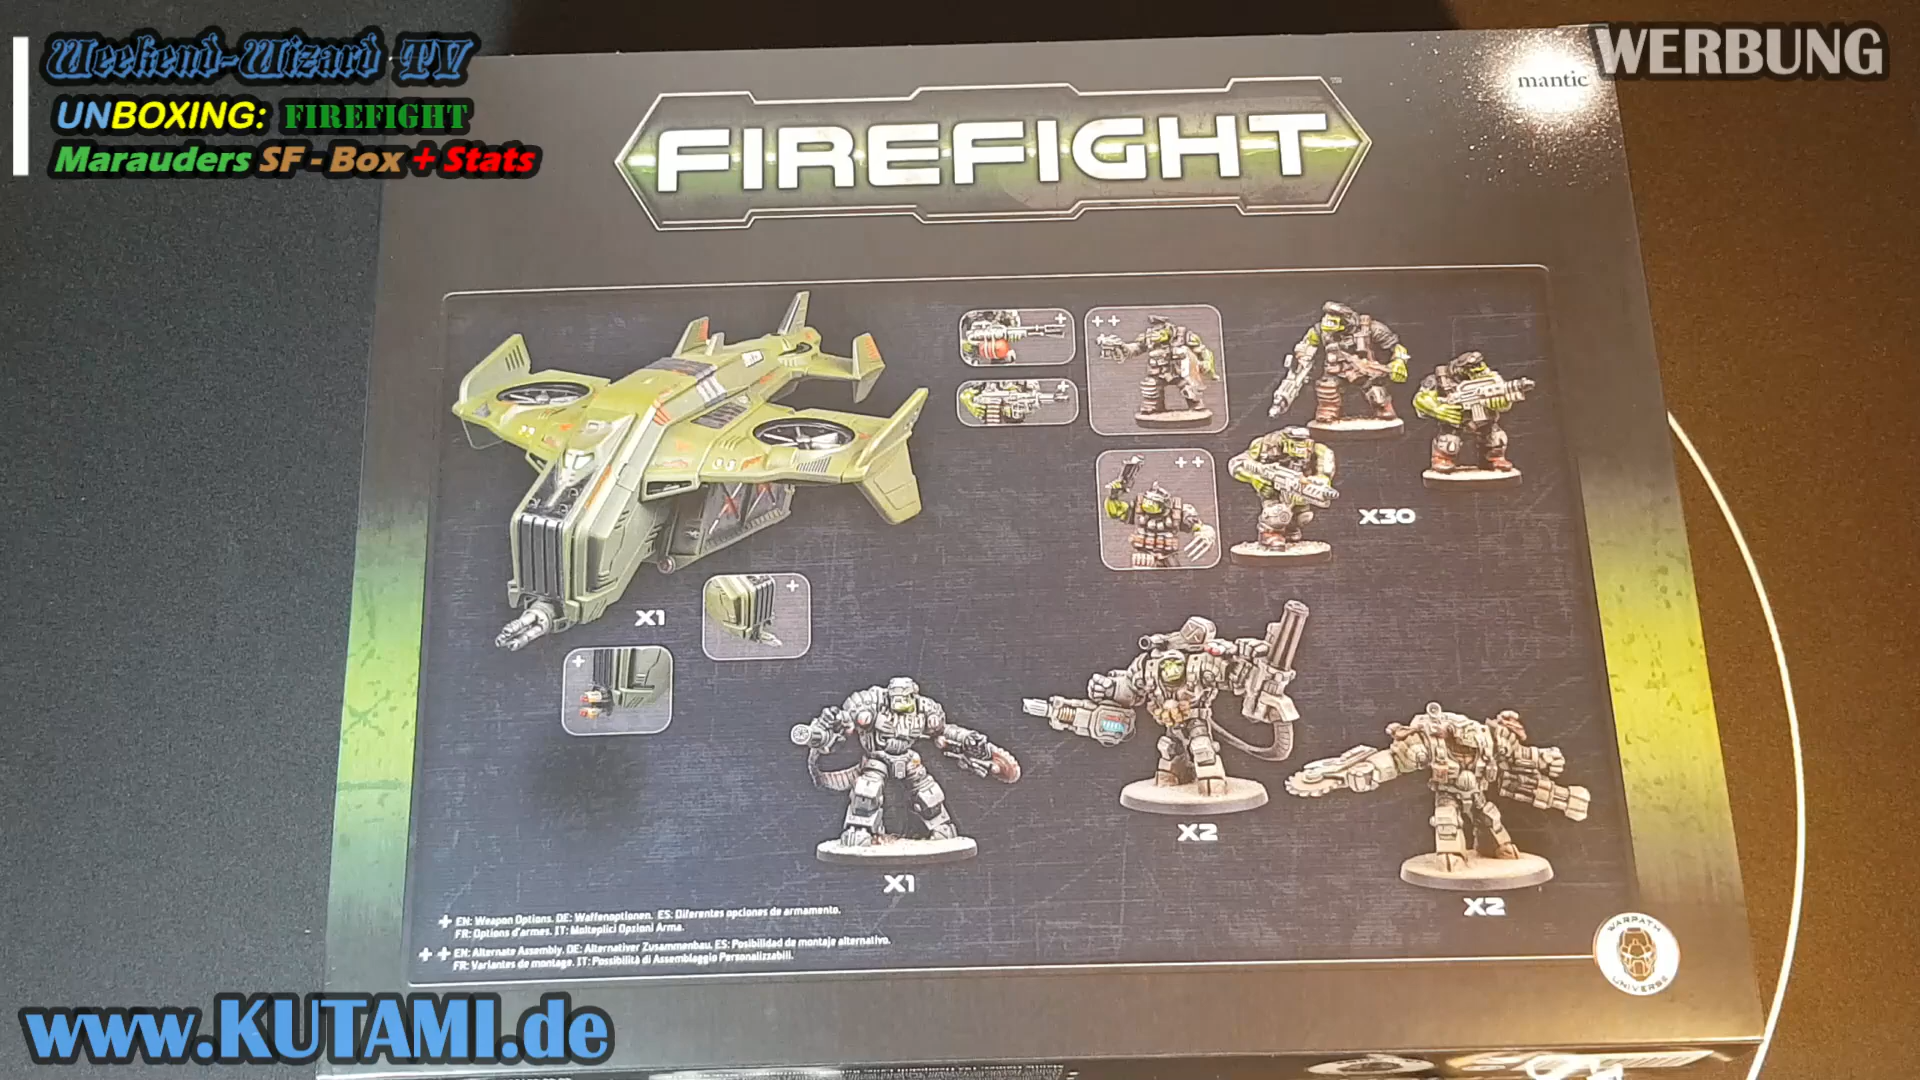 Weekend-Wizard TV
UNBOXING: FIREFIGHT
Marauders SF - Box + Stats
WERBUNG
mantic
FIREFIGHT
+
+
+ +
+ +
X30
X1
+
+
X1
X2
X2
+ EN: Weapon Options. DE: Waffenoptionen. ES: Diferentes opciones de armamento.
FR: Options d'armes. IT: Molteplici Opzioni Arma.
+ + EN: Alternate Assembly. DE: Alternativer Zusammenbau. ES: Posibilidad de montaje alternativo.
FR: Variantes de montage. IT: Possibilità di Assemblaggio Personalizzabili.
WARPATH
UNIVERSE
www.KUTAMI.de